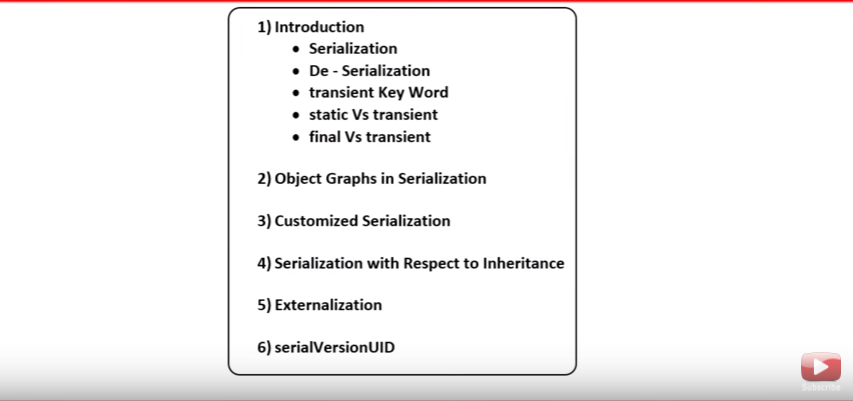 1) Introduction
• Serialization
• De - Serialization
• transient Key Word
• static Vs transient
• final Vs transient
2) Object Graphs in Serialization
3) Customized Serialization
4) Serialization with Respect to Inheritance
5) Externalization
6) serialVersionUID
Subscribe